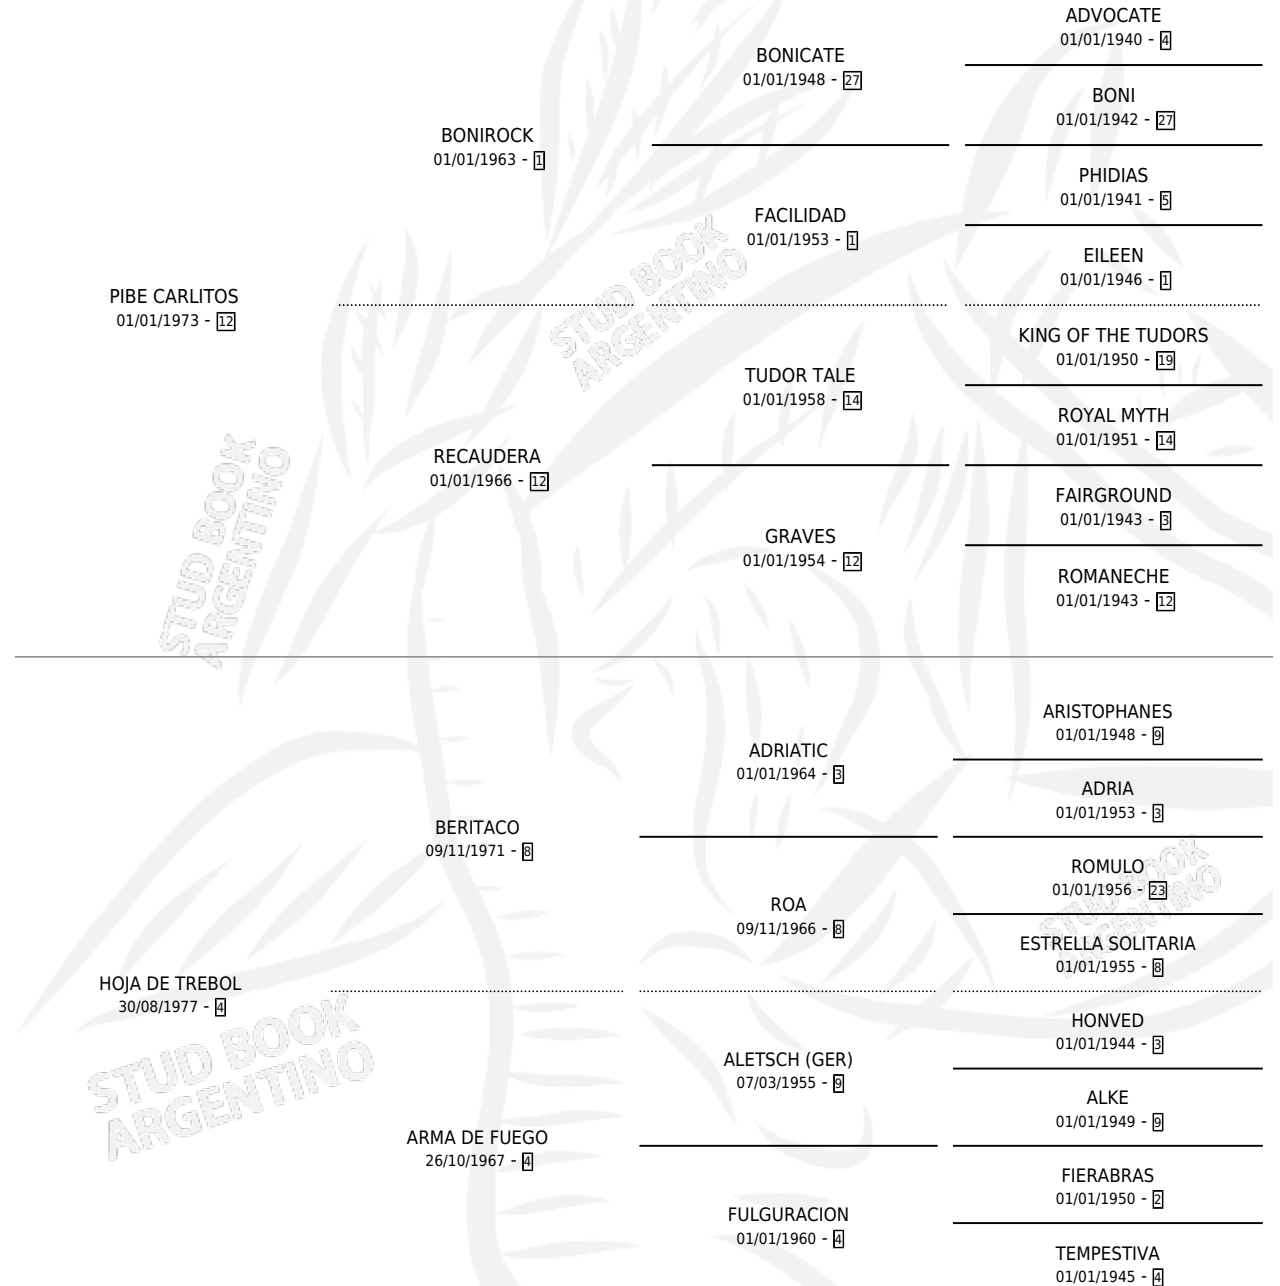 ADVOCATE
01/01/1940 - 4
BONICATE
01/01/1948 - 27
BONI
01/01/1942 - 27
BONIROCK
01/01/1963 - 1
PHIDIAS
01/01/1941 - 5
FACILIDAD
01/01/1953 - 1
EILEEN
01/01/1946 - 1
PIBE CARLITOS
01/01/1973 - 12
STUD BOOK
ARGENTINO
KING OF THE TUDORS
01/01/1950 - 19
TUDOR TALE
01/01/1958 - 14
ROYAL MYTH
01/01/1951 - 14
RECAUDERA
01/01/1966 - 12
FAIRGROUND
01/01/1943 - 3
GRAVES
01/01/1954 - 12
ROMANECHE
01/01/1943 - 12
STUD BOOK
ARGENTINO
ARISTOPHANES
01/01/1948 - 9
ADRIATIC
01/01/1964 - 3
ADRIA
01/01/1953 - 3
BERITACO
09/11/1971 - 8
ROMULO
01/01/1956 - 23
ROA
09/11/1966 - 8
STUD BOOK
ARGENTINO
ESTRELLA SOLITARIA
01/01/1955 - 8
HOJA DE TREBOL
30/08/1977 - 4
HONVED
01/01/1944 - 3
ALETSCH (GER)
07/03/1955 - 9
STUD BOOK
ARGENTINO
ALKE
01/01/1949 - 9
ARMA DE FUEGO
26/10/1967 - 4
FIERABRAS
01/01/1950 - 2
FULGURACION
01/01/1960 - 4
TEMPESTIVA
01/01/1945 - 4